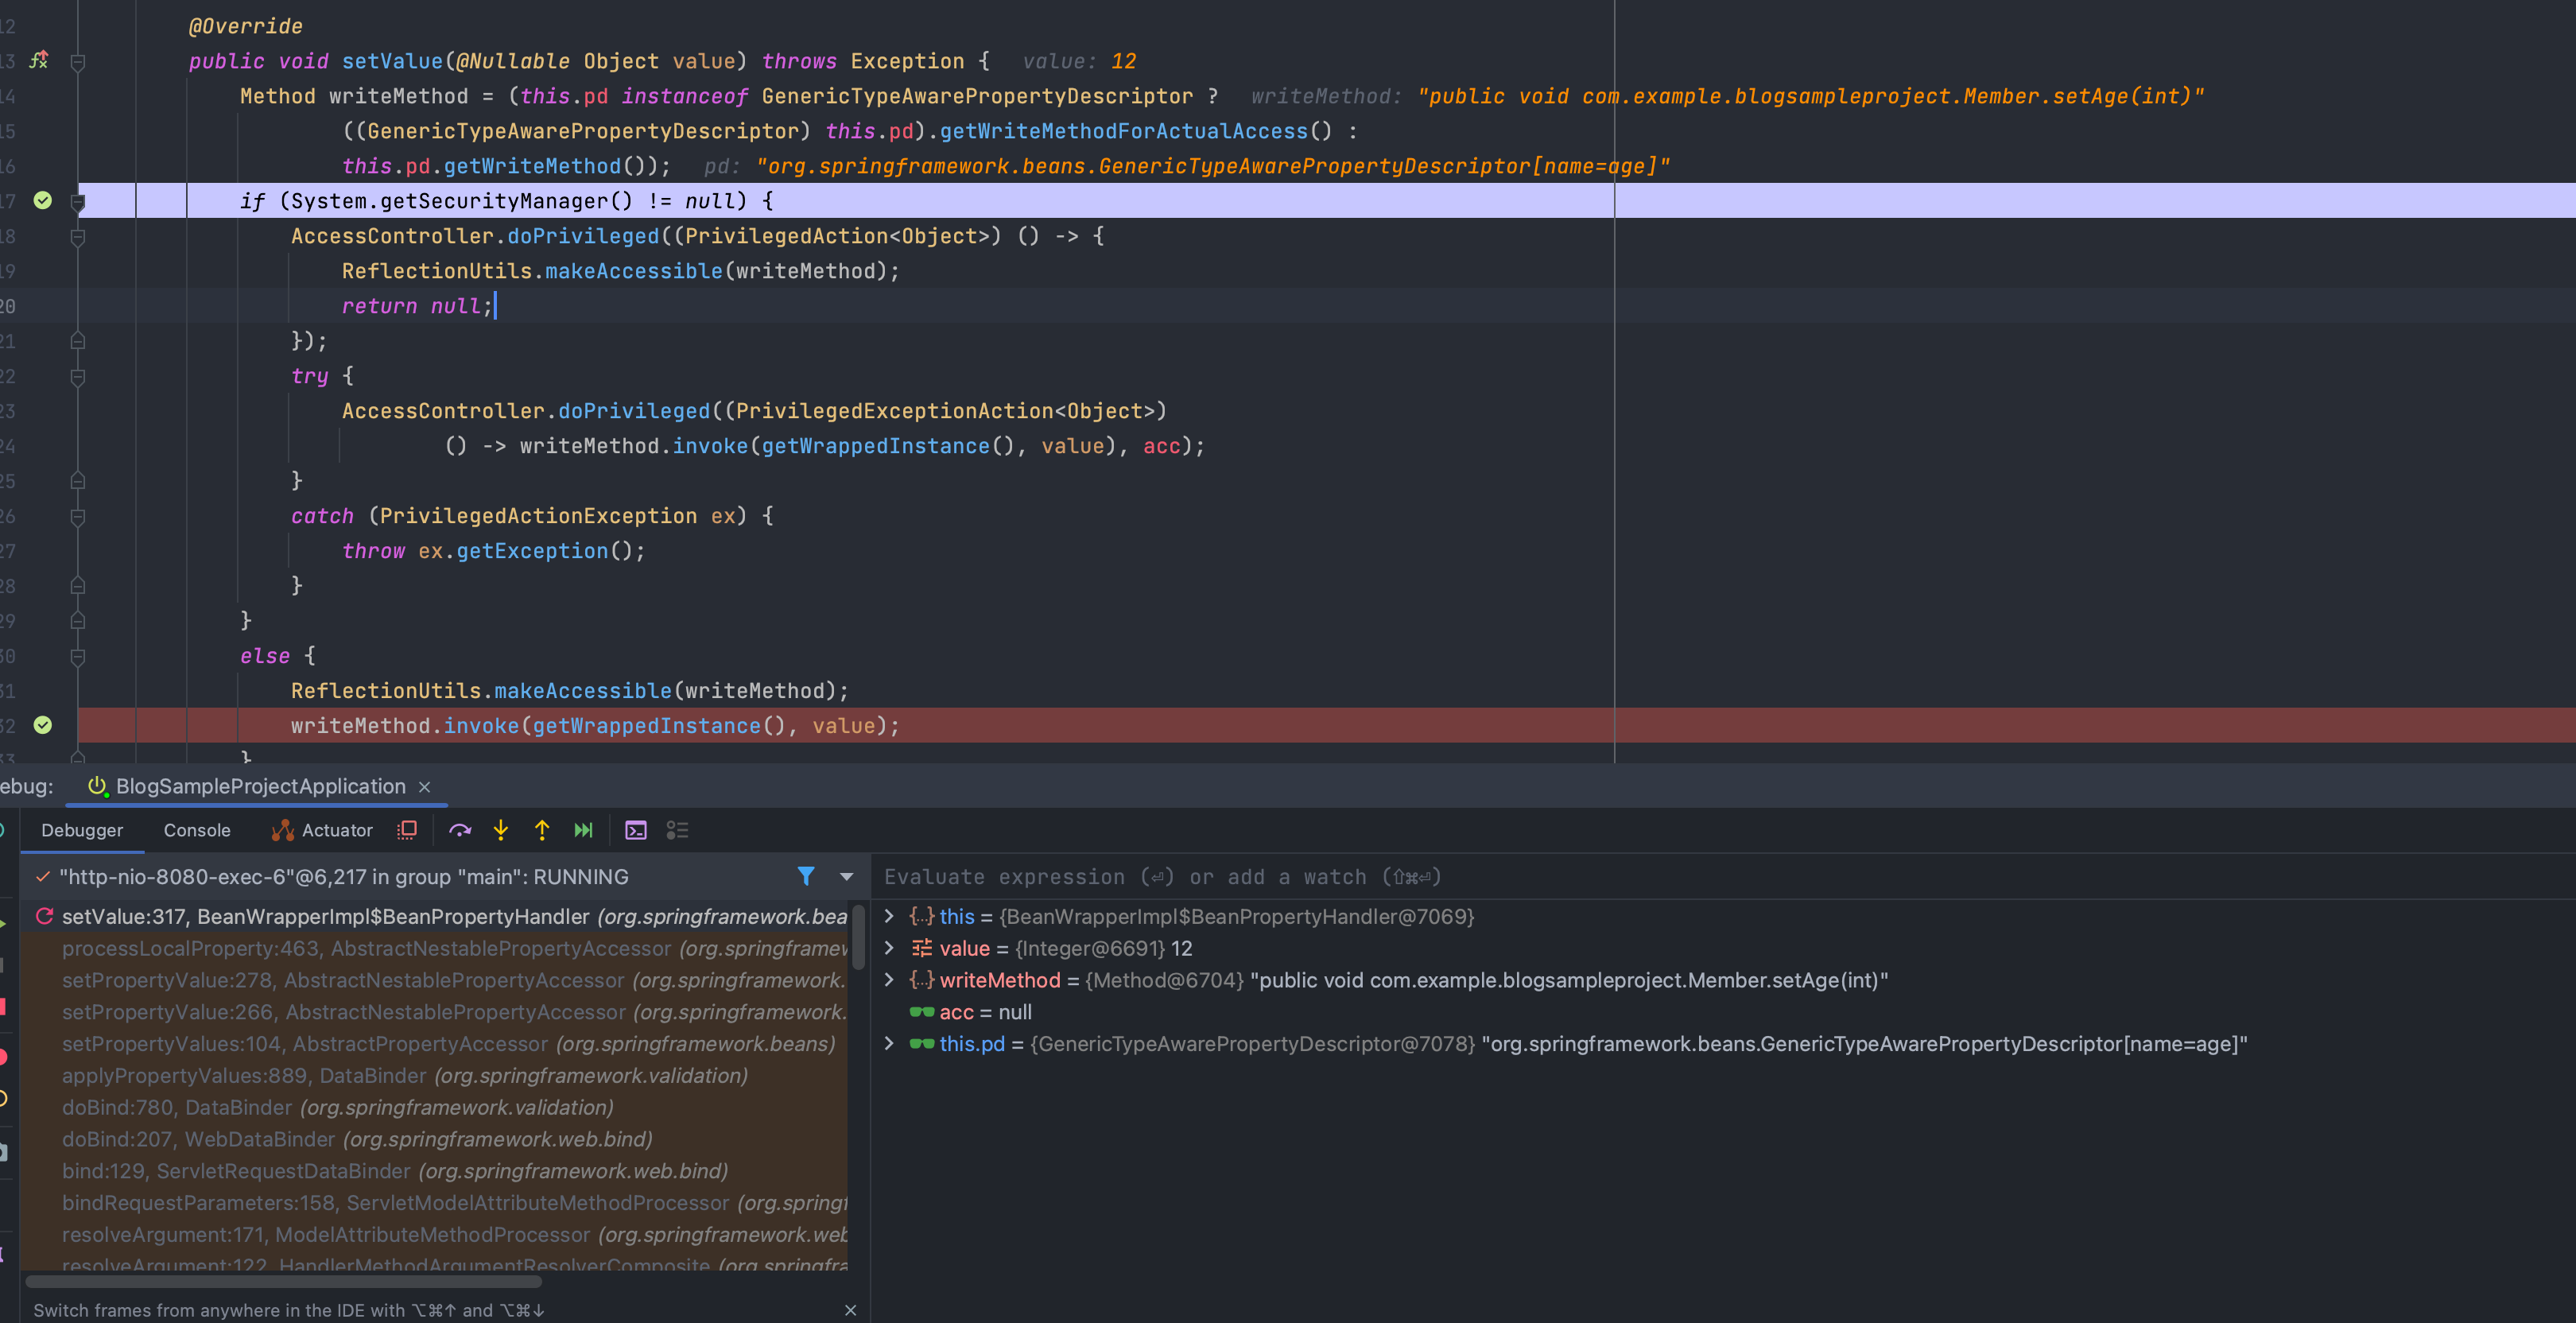 12 @Override
13 public void setValue(@Nullable Object value) throws Exception { value: 12
14 Method writeMethod = (this.pd instanceof GenericTypeAwarePropertyDescriptor ? writeMethod: "public void com.example.blogsampleproject.Member.setAge(int)"
15 ((GenericTypeAwarePropertyDescriptor) this.pd).getWriteMethodForActualAccess() :
16 this.pd.getWriteMethod()); pd: "org.springframework.beans.GenericTypeAwarePropertyDescriptor[name=age]"
17 if (System.getSecurityManager() != null) {
18 AccessController.doPrivileged((PrivilegedAction<Object>) () -> {
19 ReflectionUtils.makeAccessible(writeMethod);
20 return null;
21 });
22 try {
23 AccessController.doPrivileged((PrivilegedExceptionAction<Object>)
24 () -> writeMethod.invoke(getWrappedInstance(), value), acc);
25 }
26 catch (PrivilegedActionException ex) {
27 throw ex.getException();
28 }
29 }
30 else {
31 ReflectionUtils.makeAccessible(writeMethod);
32 writeMethod.invoke(getWrappedInstance(), value);
33 }
ebug: BlogSampleProjectApplication ×
Debugger Console Actuator
"http-nio-8080-exec-6"@6,217 in group "main": RUNNING
setValue:317, BeanWrapperImpl$BeanPropertyHandler (org.springframework.bea
processLocalProperty:463, AbstractNestablePropertyAccessor (org.springframew
setPropertyValue:278, AbstractNestablePropertyAccessor (org.springframework.
setPropertyValue:266, AbstractNestablePropertyAccessor (org.springframework.
setPropertyValues:104, AbstractPropertyAccessor (org.springframework.beans)
applyPropertyValues:889, DataBinder (org.springframework.validation)
doBind:780, DataBinder (org.springframework.validation)
doBind:207, WebDataBinder (org.springframework.web.bind)
bind:129, ServletRequestDataBinder (org.springframework.web.bind)
bindRequestParameters:158, ServletModelAttributeMethodProcessor (org.springf
resolveArgument:171, ModelAttributeMethodProcessor (org.springframework.web
resolveArgument:122, HandlerMethodArgumentResolverComposite (org.springfra
Switch frames from anywhere in the IDE with ⌥⌘↑ and ⌥⌘↓ ×
Evaluate expression (⏎) or add a watch (⇧⌘⏎)
this = {BeanWrapperImpl$BeanPropertyHandler@7069}
value = {Integer@6691} 12
writeMethod = {Method@6704} "public void com.example.blogsampleproject.Member.setAge(int)"
acc = null
this.pd = {GenericTypeAwarePropertyDescriptor@7078} "org.springframework.beans.GenericTypeAwarePropertyDescriptor[name=age]"